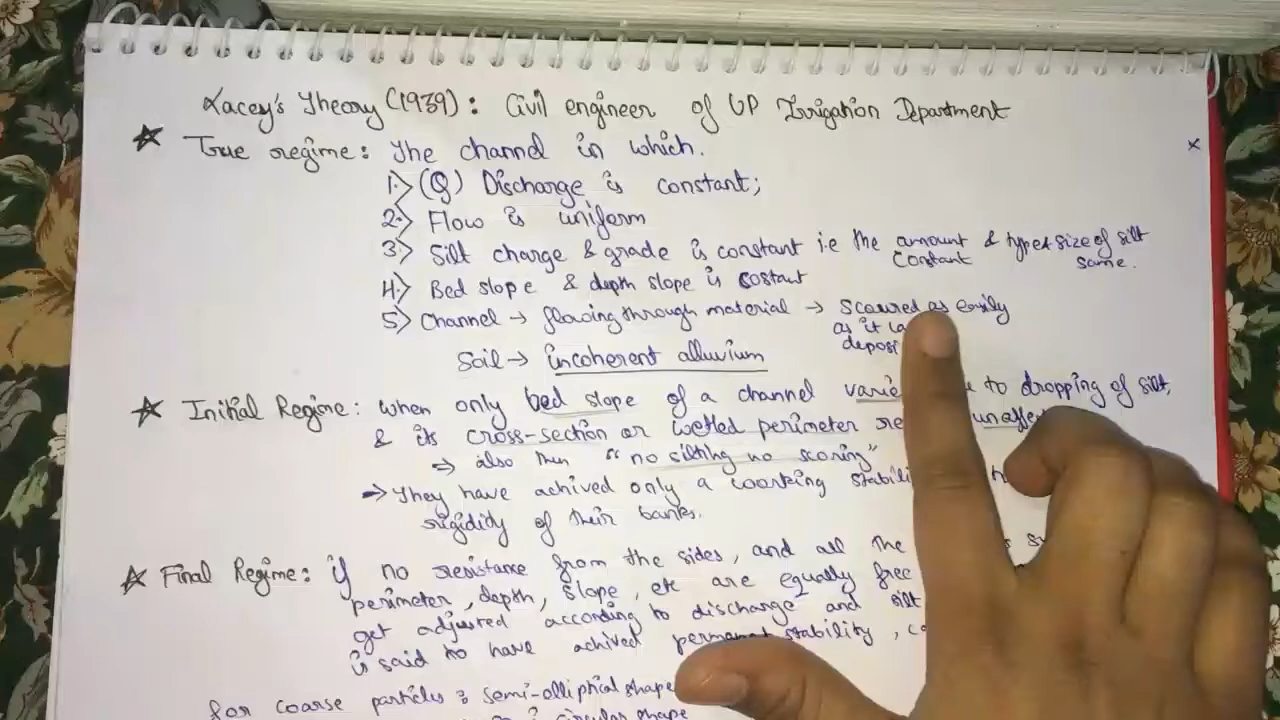 Lacey's Theory (1939): Civil engineer of UP Irrigation Department
True regime: The channel in which.
1.> (Q) Discharge is constant;
2.> Flow is uniform
3.> Silt charge & grade is constant i.e the amount & type & size of silt
constant same.
4.> Bed slope & depth slope is costant
5.> Channel → flowing through material → scoured as easily
as it
Soil → incoherent alluvium
Initial Regime: when only bed slope of a channel to dropping of silt,
& its cross-section or wetted perimeter
⇒ also then "no silting no scoring"
→ They have achived only a working
rigidity of their banks.
Final Regime: if no resistance from the sides, and all the
perimeter, depth, slope, etc are equally free
get adjusted according to discharge and silt
is said to have achived stability,
for coarse particles : semi-elliptical shape
circular shape